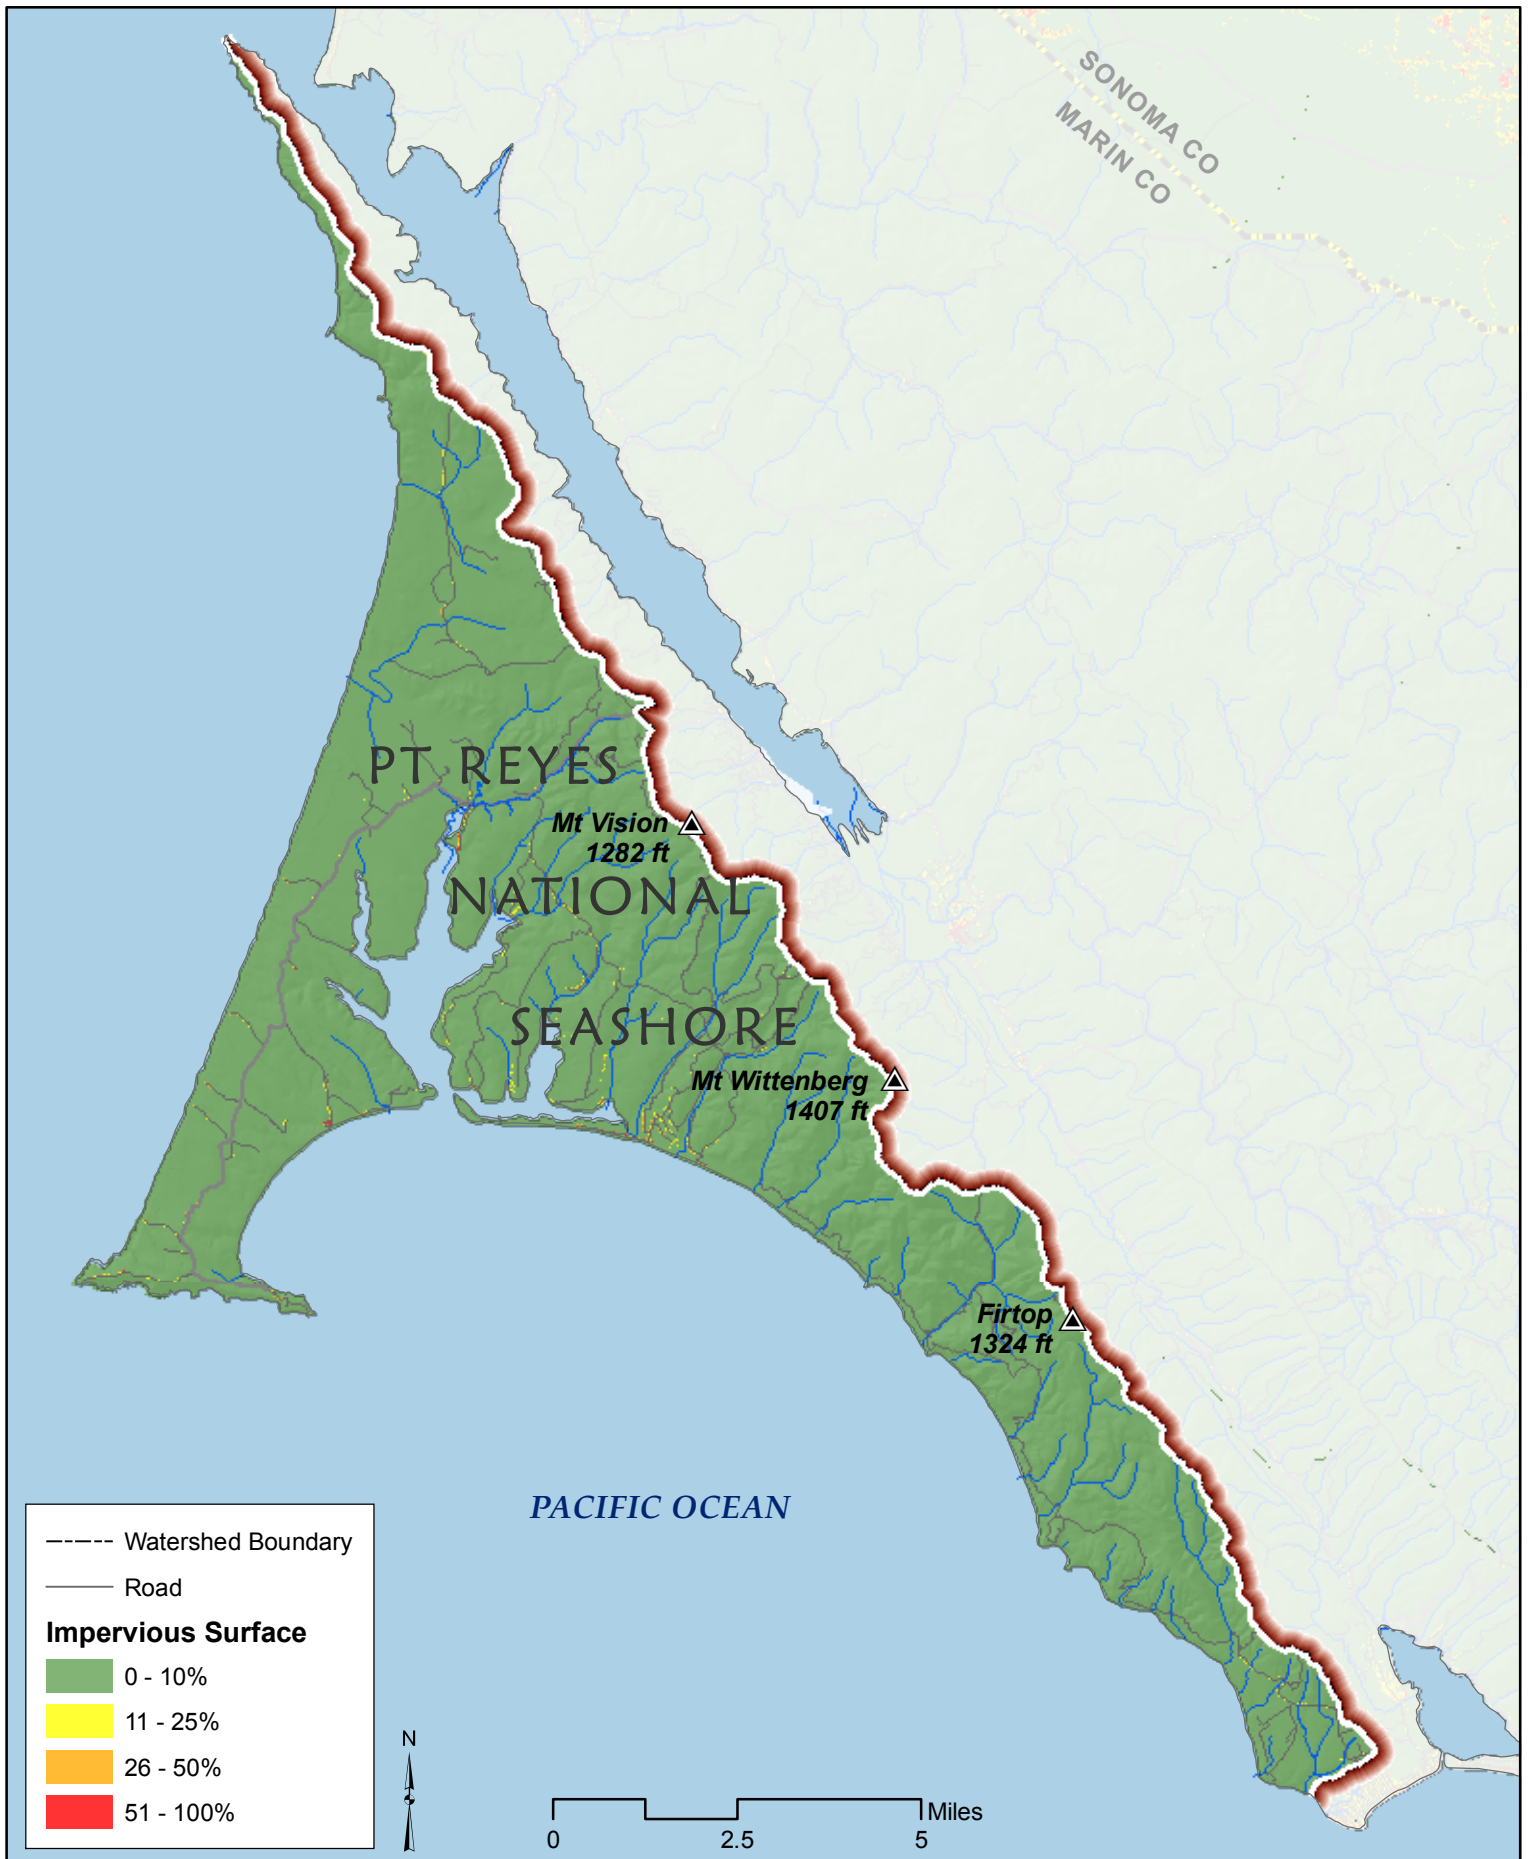 SONOMA CO
MARIN CO
PT REYES
Mt Vision
1282 ft
NATIONAL
SEASHORE
Mt Wittenberg
1407 ft
Firtop
1324 ft
PACIFIC OCEAN
Watershed Boundary
Road
Impervious Surface
0 - 10%
11 - 25%
26 - 50%
51 - 100%
N
Miles
0 2.5 5